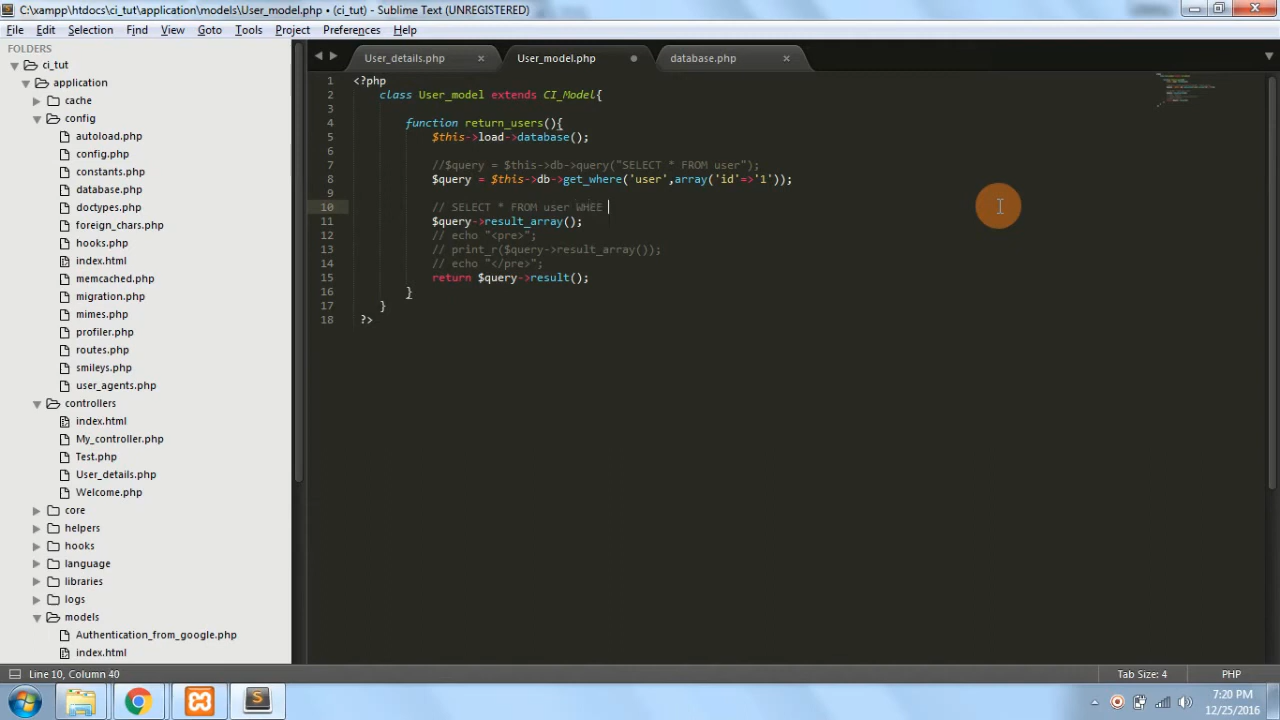 C:\xampp\htdocs\ci_tut\application\models\User_model.php • (ci_tut) - Sublime Text (UNREGISTERED)
File Edit Selection Find View Goto Tools Project Preferences Help
FOLDERS
ci_tut
application
cache
config
autoload.php
config.php
constants.php
database.php
doctypes.php
foreign_chars.php
hooks.php
index.html
memcached.php
migration.php
mimes.php
profiler.php
routes.php
smileys.php
user_agents.php
controllers
index.html
My_controller.php
Test.php
User_details.php
Welcome.php
core
helpers
hooks
language
libraries
logs
models
Authentication_from_google.php
index.html
User_details.php × User_model.php database.php ×
1 <?php
2 class User_model extends CI_Model{
3
4 function return_users(){
5 $this->load->database();
6
7 //$query = $this->db->query("SELECT * FROM user");
8 $query = $this->db->get_where('user',array('id'=>'1'));
9
10 // SELECT * FROM user WHEE
11 $query->result_array();
12 // echo "<pre>";
13 // print_r($query->result_array());
14 // echo "</pre>";
15 return $query->result();
16 }
17 }
18 ?>
Line 10, Column 40 Tab Size: 4 PHP
7:20 PM
12/25/2016